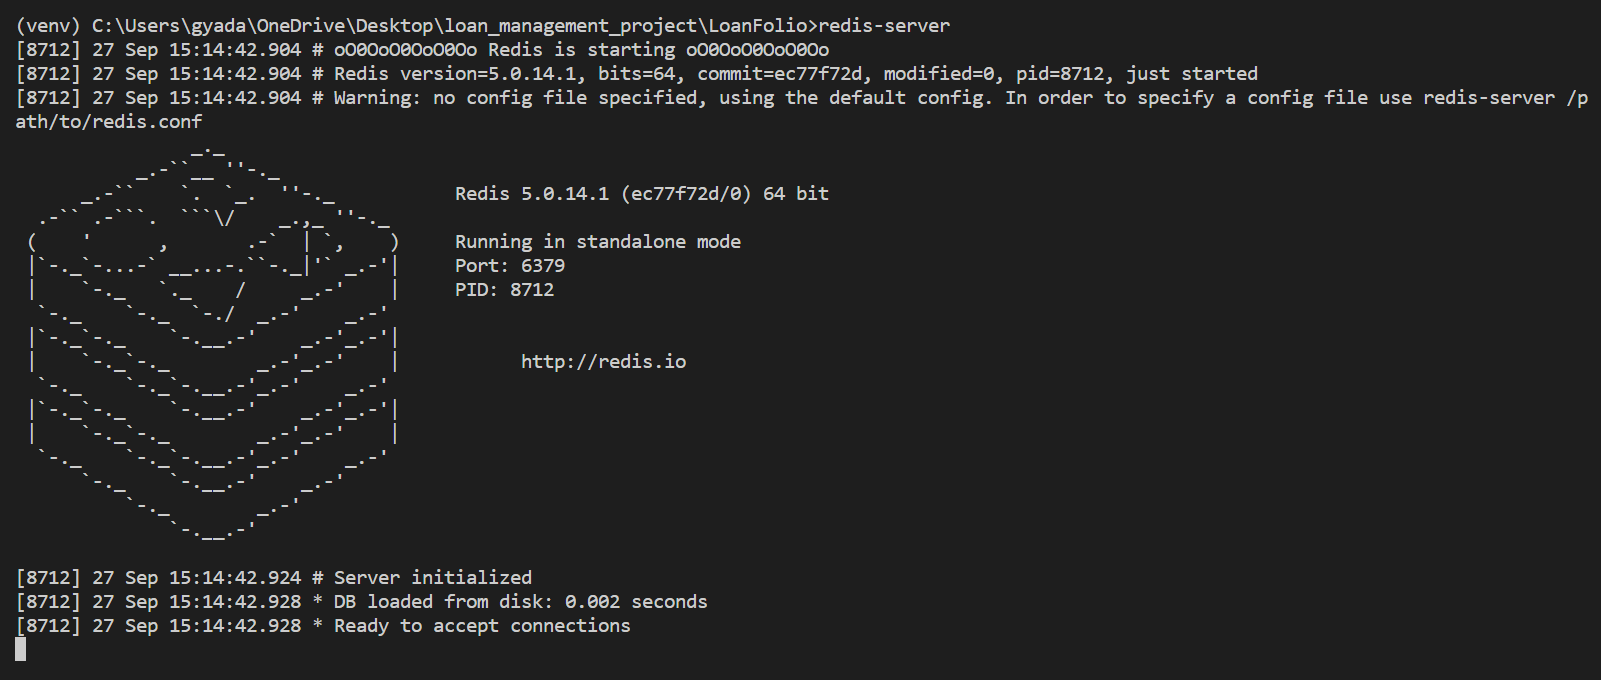 (venv) C:\Users\gyada\OneDrive\Desktop\loan_management_project\LoanFolio>redis-server
[8712] 27 Sep 15:14:42.904 # oO0OoO0OoO0Oo Redis is starting oO0OoO0OoO0Oo
[8712] 27 Sep 15:14:42.904 # Redis version=5.0.14.1, bits=64, commit=ec77f72d, modified=0, pid=8712, just started
[8712] 27 Sep 15:14:42.904 # Warning: no config file specified, using the default config. In order to specify a config file use redis-server /p
ath/to/redis.conf
Redis 5.0.14.1 (ec77f72d/0) 64 bit
Running in standalone mode
Port: 6379
PID: 8712
http://redis.io
[8712] 27 Sep 15:14:42.924 # Server initialized
[8712] 27 Sep 15:14:42.928 * DB loaded from disk: 0.002 seconds
[8712] 27 Sep 15:14:42.928 * Ready to accept connections